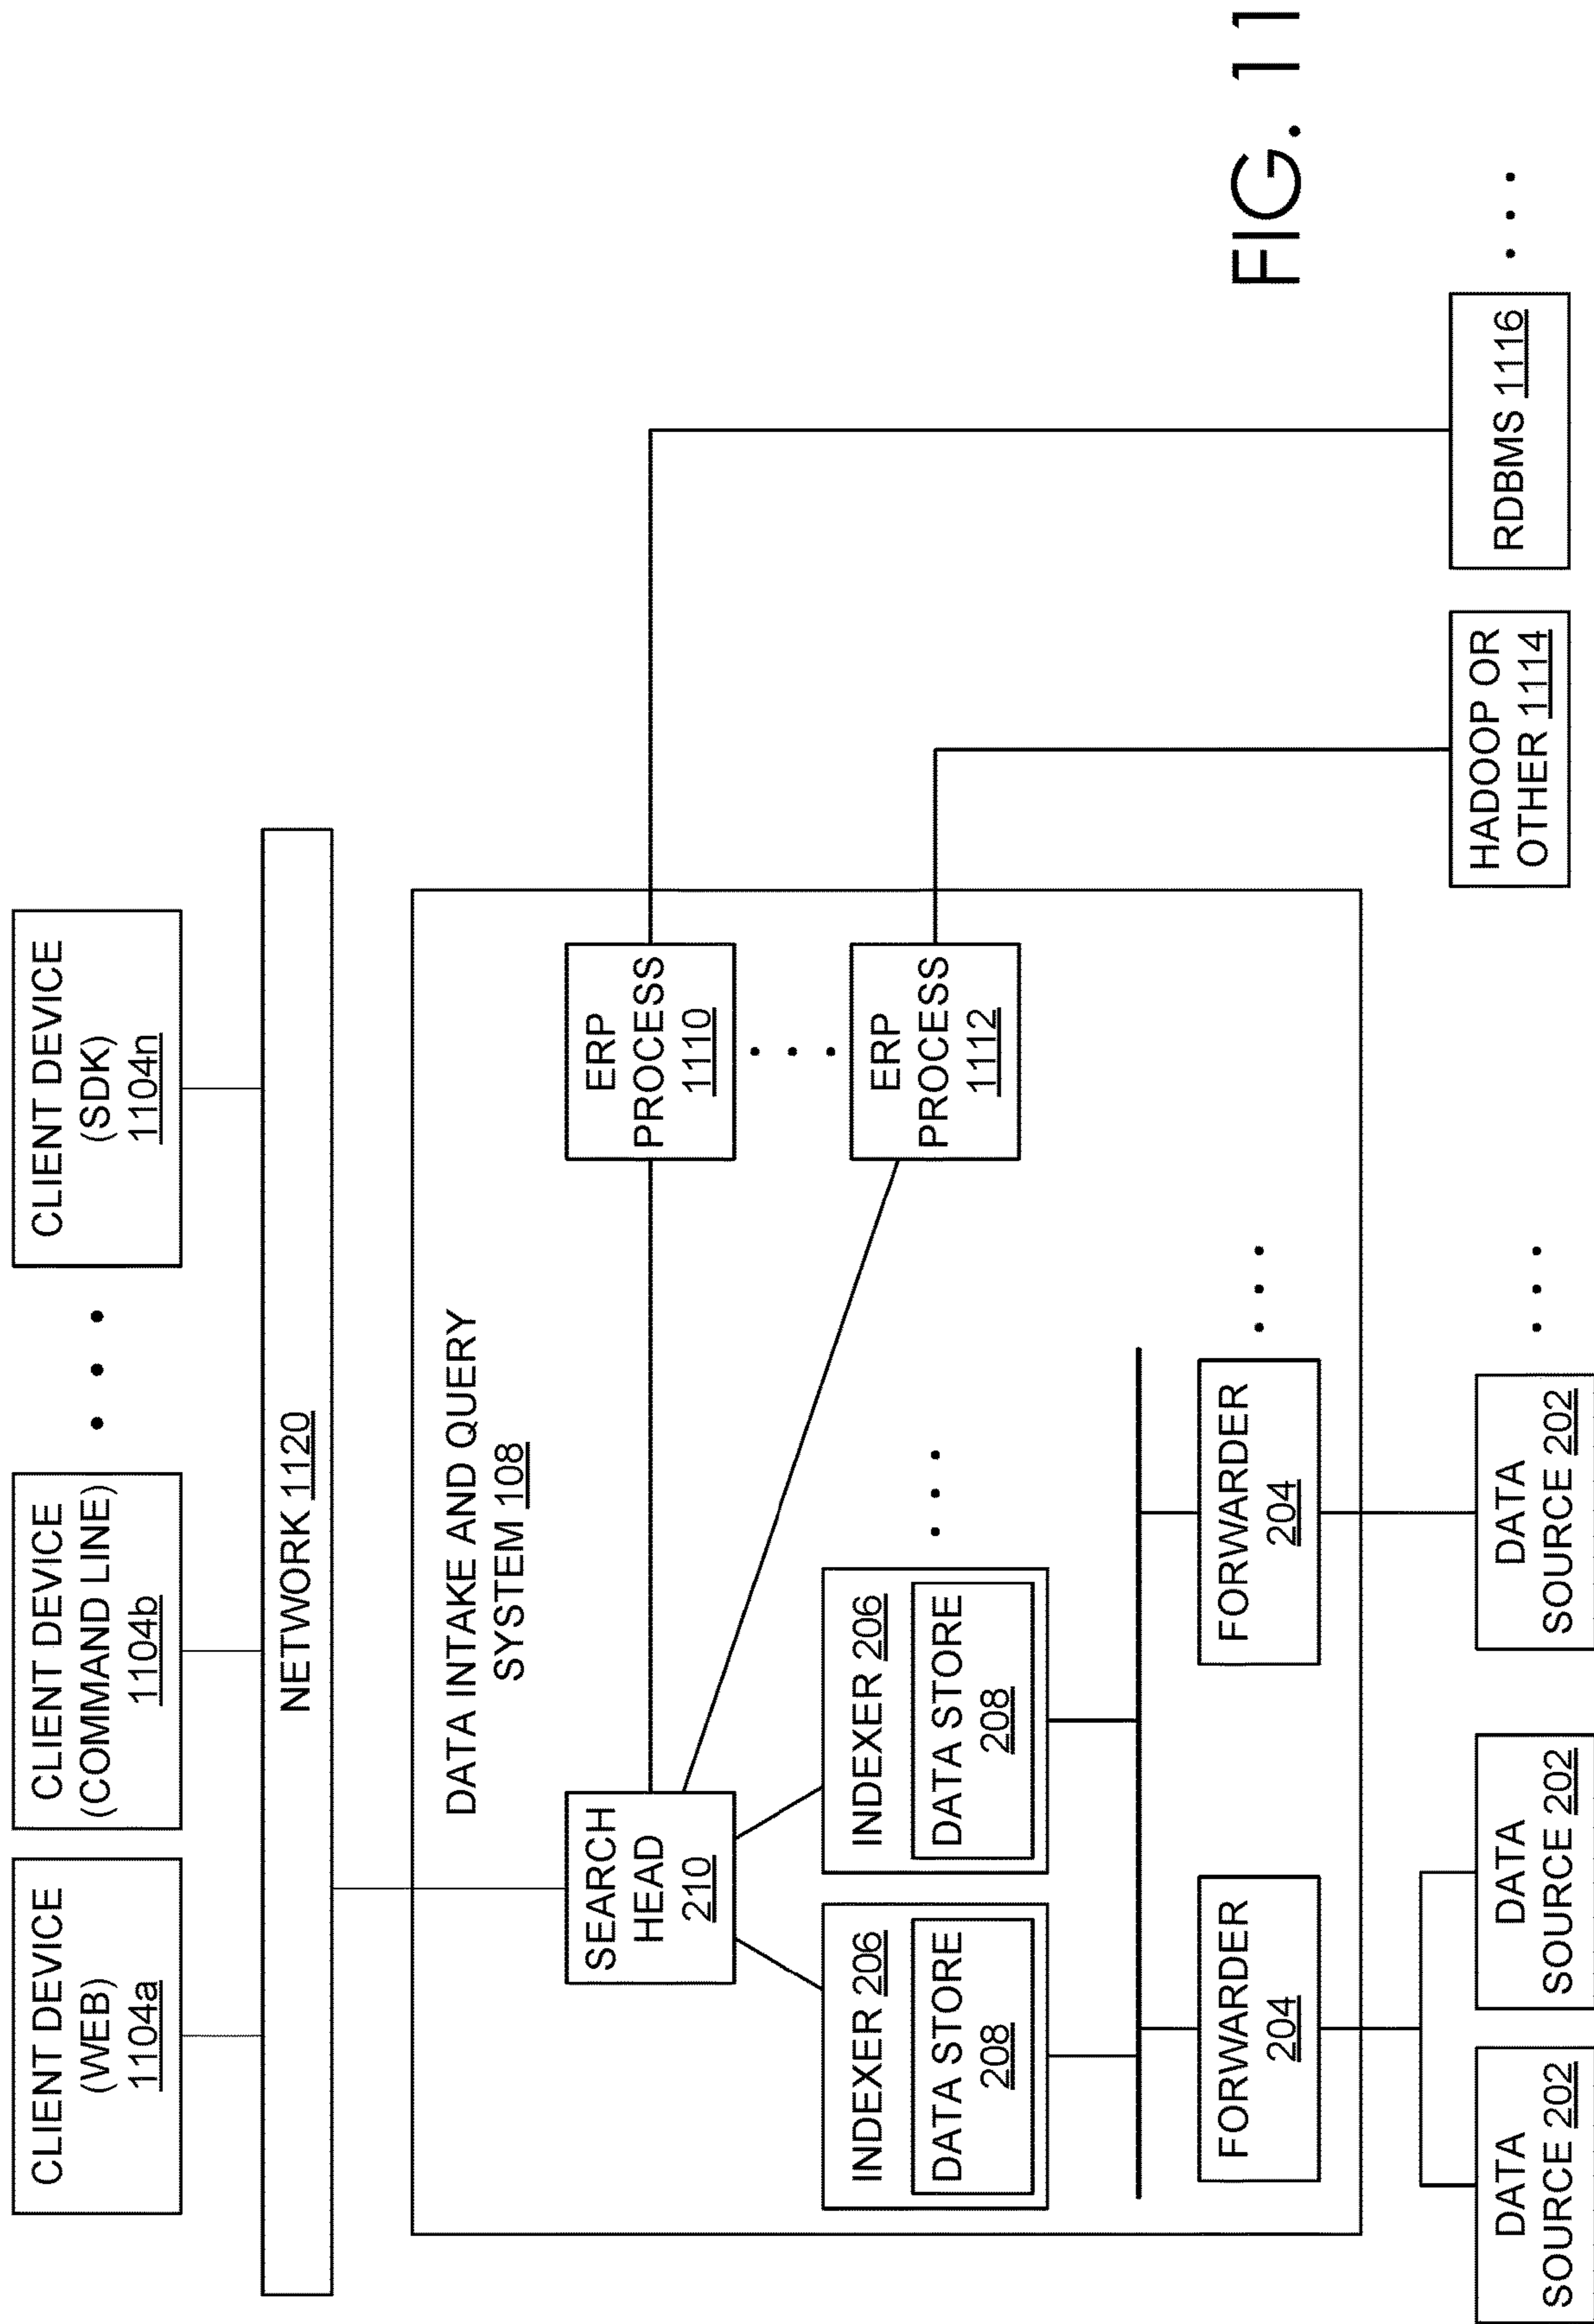 CLIENT DEVICE
(WEB)
1104a
CLIENT DEVICE
(COMMAND LINE)
1104b
• • •
CLIENT DEVICE
(SDK)
1104n
NETWORK 1120
DATA INTAKE AND QUERY
SYSTEM 108
SEARCH
HEAD
210
ERP
PROCESS
1110
• • •
ERP
PROCESS
1112
INDEXER 206
DATA STORE
208
INDEXER 206
DATA STORE
208
• • •
FORWARDER
204
FORWARDER
204
• • •
DATA
SOURCE 202
DATA
SOURCE 202
DATA
SOURCE 202
• • •
HADOOP OR
OTHER 1114
RDBMS 1116
• • •
FIG. 11